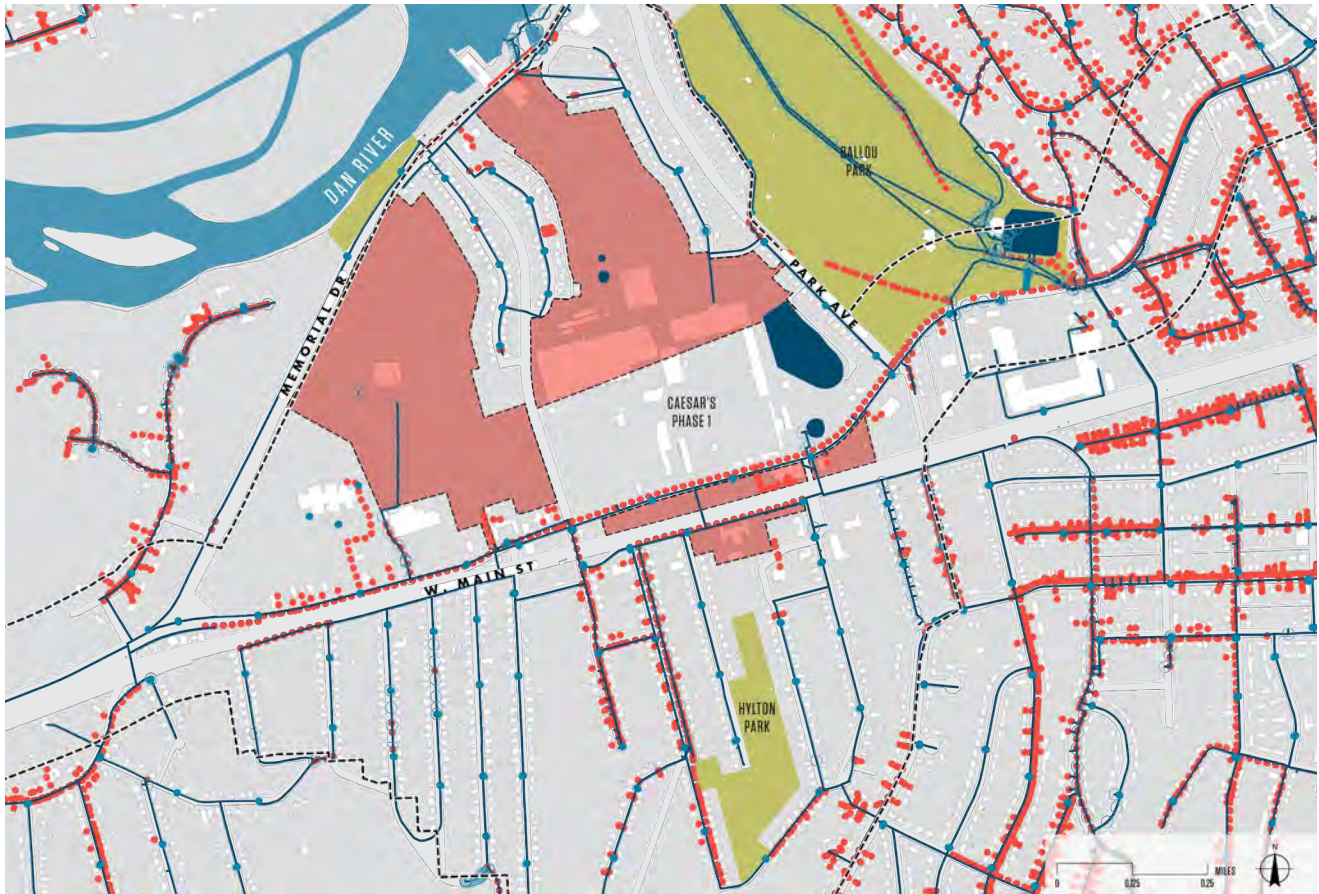 BALLOU
PARK
DAN RIVER
MEMORIAL DR
PARK AVE
CAESAR'S
PHASE 1
W. MAIN ST
HYLTON
PARK
N
MILES
0 0.125 0.25